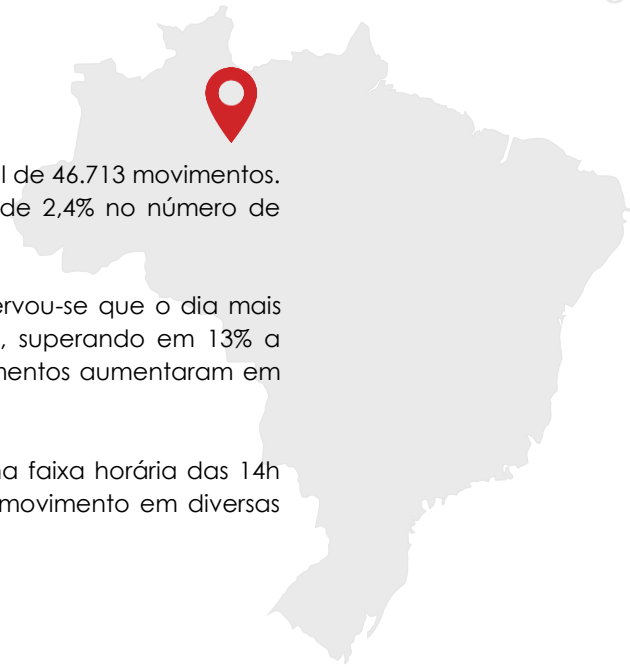 l de 46.713 movimentos.
de 2,4% no número de
ervou-se que o dia mais
, superando em 13% a
mentos aumentaram em
na faixa horária das 14h
movimento em diversas